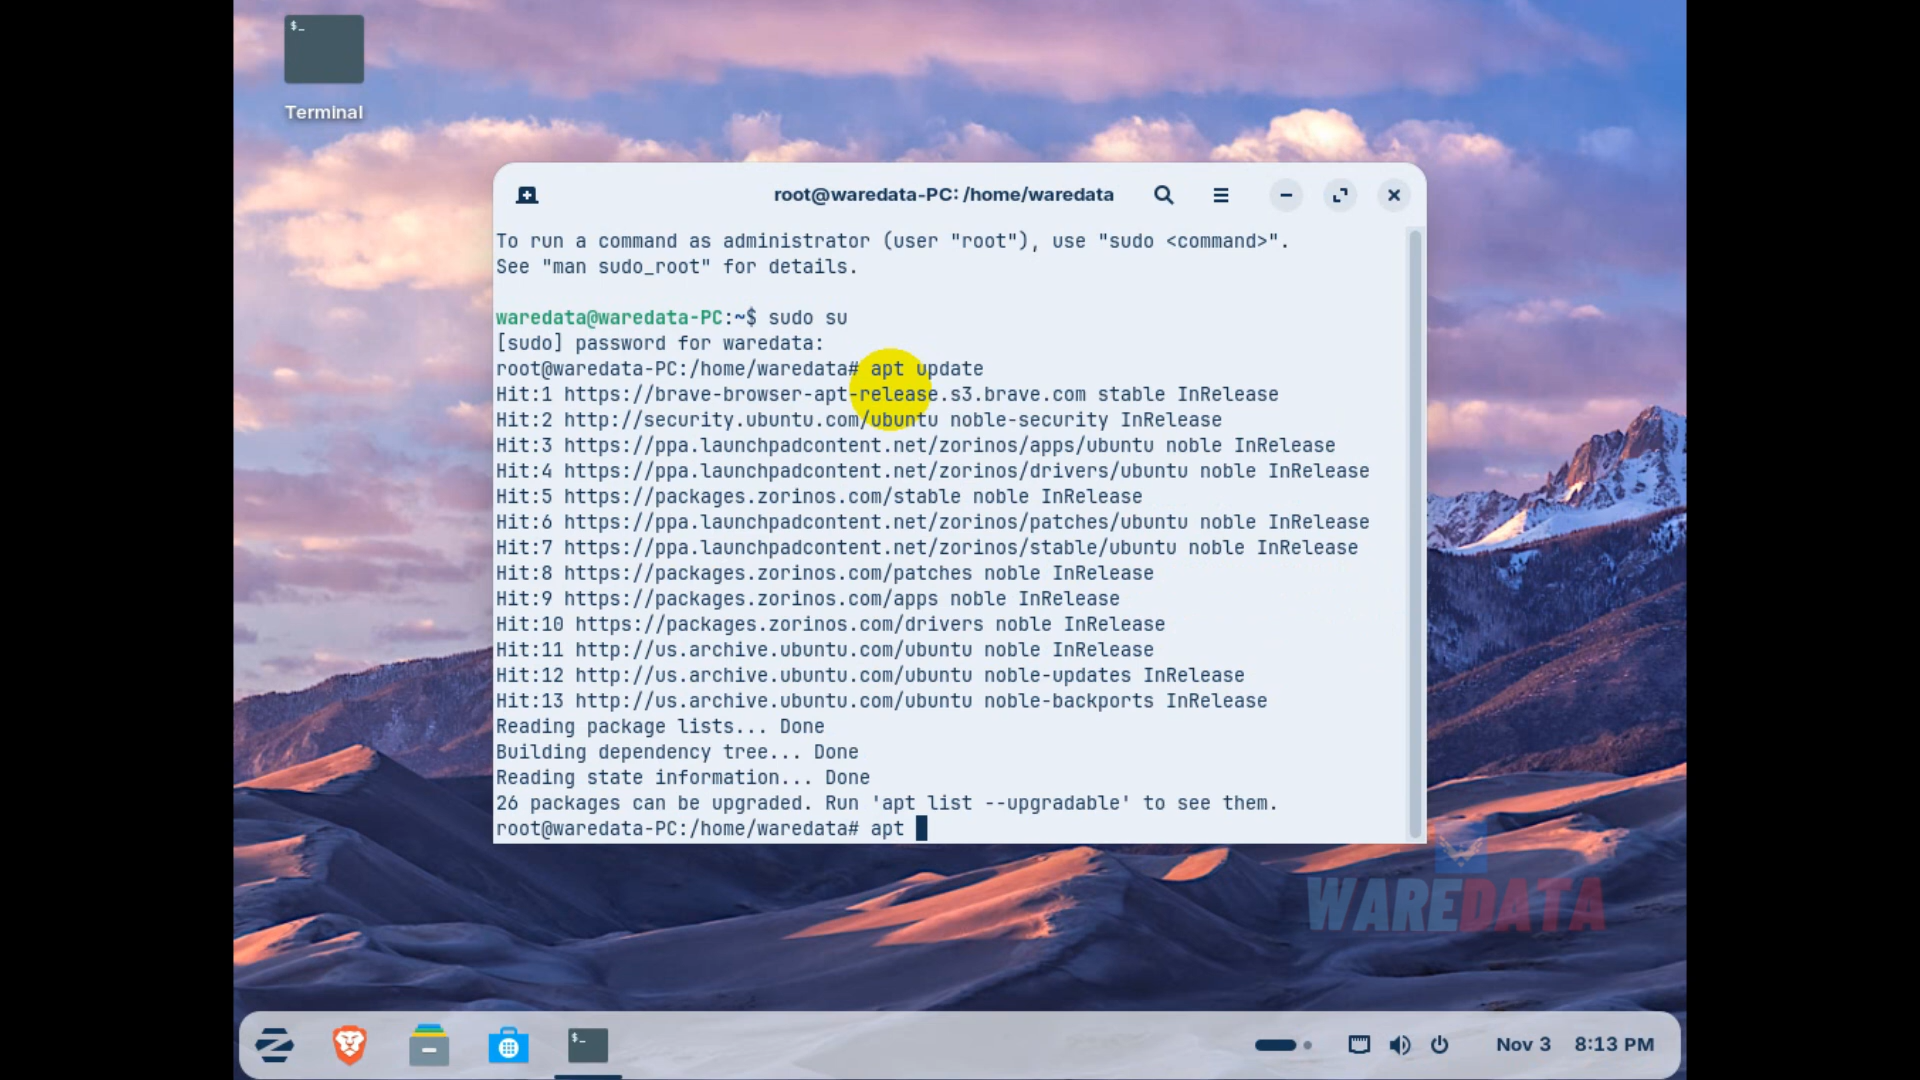 $_
Terminal
root@waredata-PC: /home/waredata
To run a command as administrator (user "root"), use "sudo <command>".
See "man sudo_root" for details.
waredata@waredata-PC:~$ sudo su
[sudo] password for waredata:
root@waredata-PC:/home/waredata# apt update
Hit:1 https://brave-browser-apt-release.s3.brave.com stable InRelease
Hit:2 http://security.ubuntu.com/ubuntu noble-security InRelease
Hit:3 https://ppa.launchpadcontent.net/zorinos/apps/ubuntu noble InRelease
Hit:4 https://ppa.launchpadcontent.net/zorinos/drivers/ubuntu noble InRelease
Hit:5 https://packages.zorinos.com/stable noble InRelease
Hit:6 https://ppa.launchpadcontent.net/zorinos/patches/ubuntu noble InRelease
Hit:7 https://ppa.launchpadcontent.net/zorinos/stable/ubuntu noble InRelease
Hit:8 https://packages.zorinos.com/patches noble InRelease
Hit:9 https://packages.zorinos.com/apps noble InRelease
Hit:10 https://packages.zorinos.com/drivers noble InRelease
Hit:11 http://us.archive.ubuntu.com/ubuntu noble InRelease
Hit:12 http://us.archive.ubuntu.com/ubuntu noble-updates InRelease
Hit:13 http://us.archive.ubuntu.com/ubuntu noble-backports InRelease
Reading package lists... Done
Building dependency tree... Done
Reading state information... Done
26 packages can be upgraded. Run 'apt list --upgradable' to see them.
root@waredata-PC:/home/waredata# apt
WAREDATA
$_
Nov 3 8:13 PM